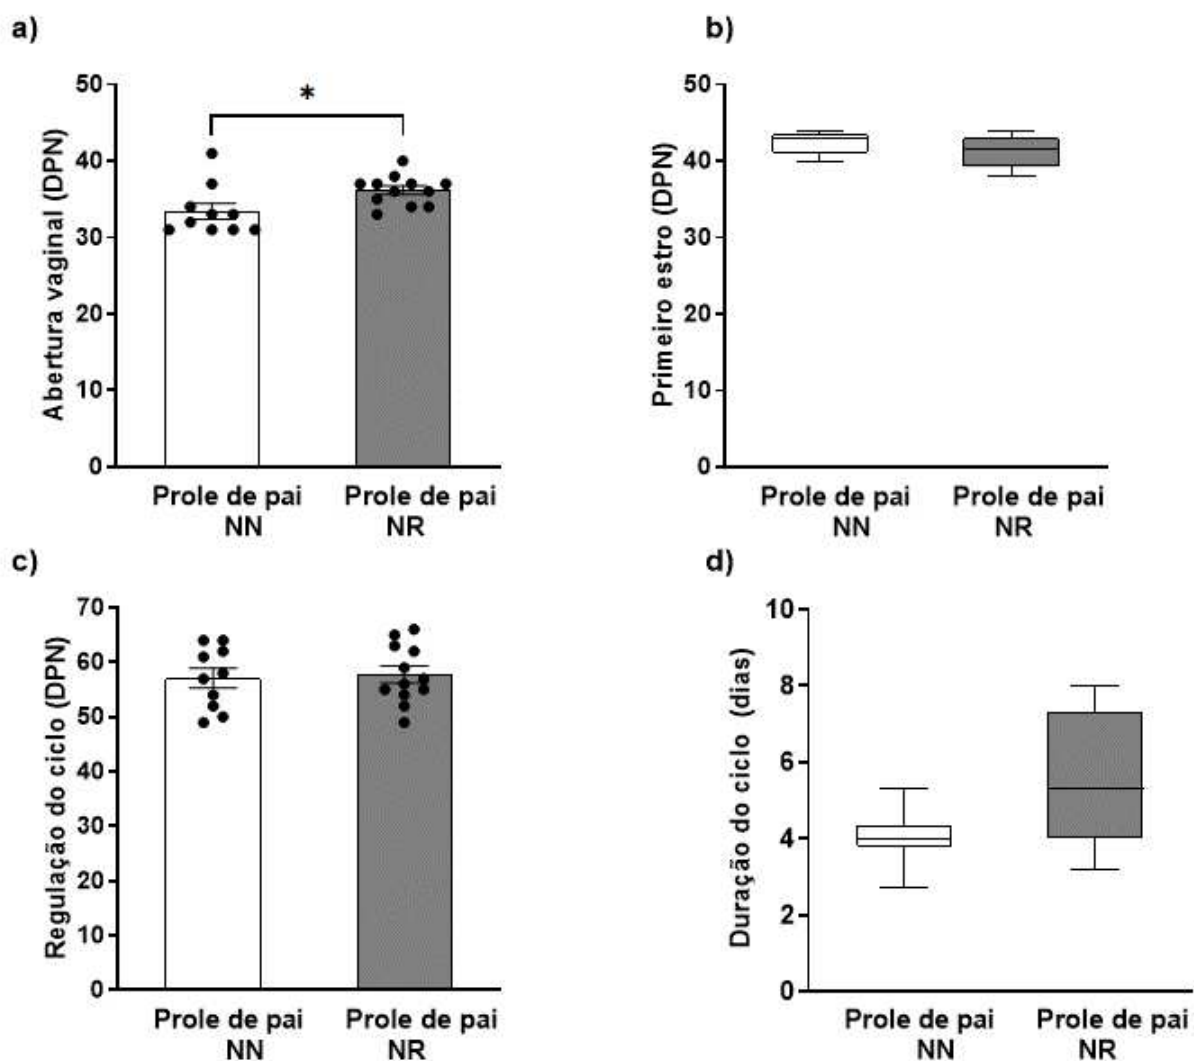 a)
Abertura vaginal (DPN)
50
40
30
20
10
0
*
Prole de pai
NN
Prole de pai
NR
b)
Primeiro estro (DPN)
50
40
30
20
10
0
Prole de pai
NN
Prole de pai
NR
c)
Regulação do ciclo (DPN)
70
60
50
40
30
20
10
0
Prole de pai
NN
Prole de pai
NR
d)
Duração do ciclo (dias)
10
8
6
4
2
0
Prole de pai
NN
Prole de pai
NR